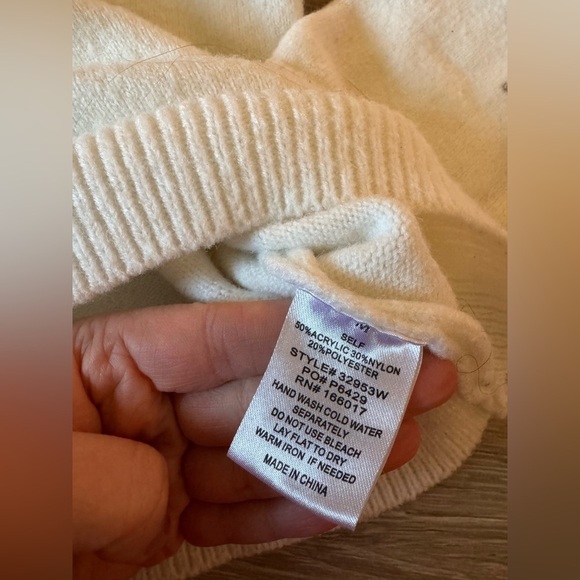 M
SELF
50%ACRYLIC 30%NYLON
20%POLYESTER
STYLE# 32953W
PO# P6429
RN# 166017
HAND WASH COLD WATER
SEPARATELY
DO NOT USE BLEACH
LAY FLAT TO DRY
WARM IRON IF NEEDED
MADE IN CHINA